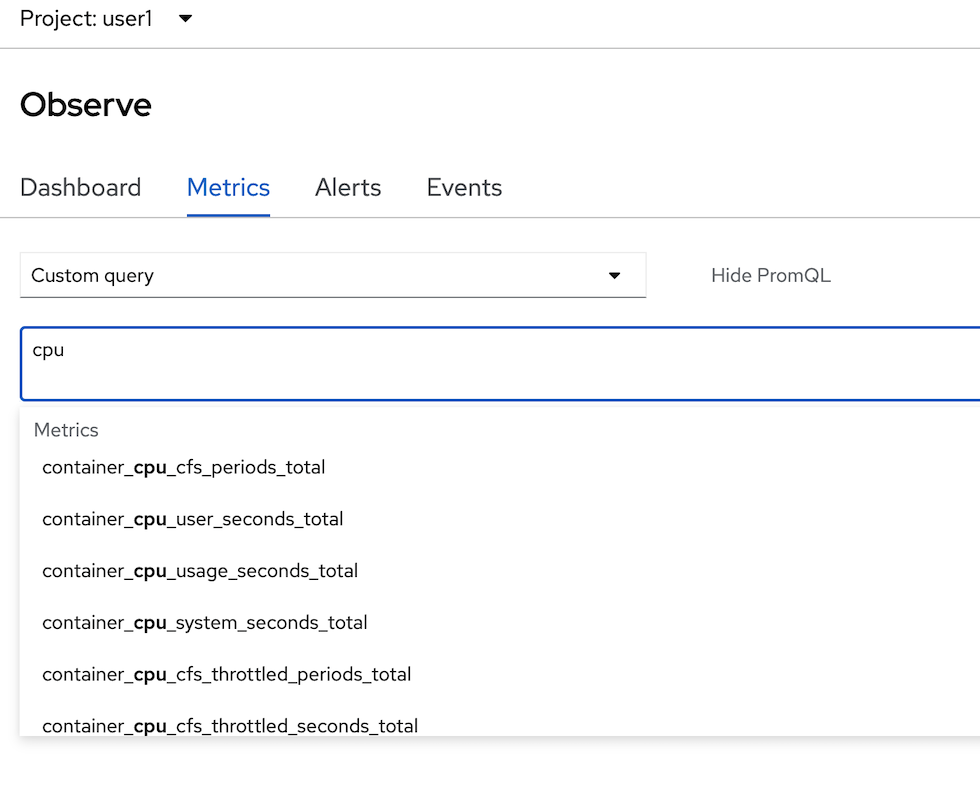 Project: user1
Observe
Dashboard Metrics Alerts Events
Custom query Hide PromQL
cpu
Metrics
container_cpu_cfs_periods_total
container_cpu_user_seconds_total
container_cpu_usage_seconds_total
container_cpu_system_seconds_total
container_cpu_cfs_throttled_periods_total
container_cpu_cfs_throttled_seconds_total